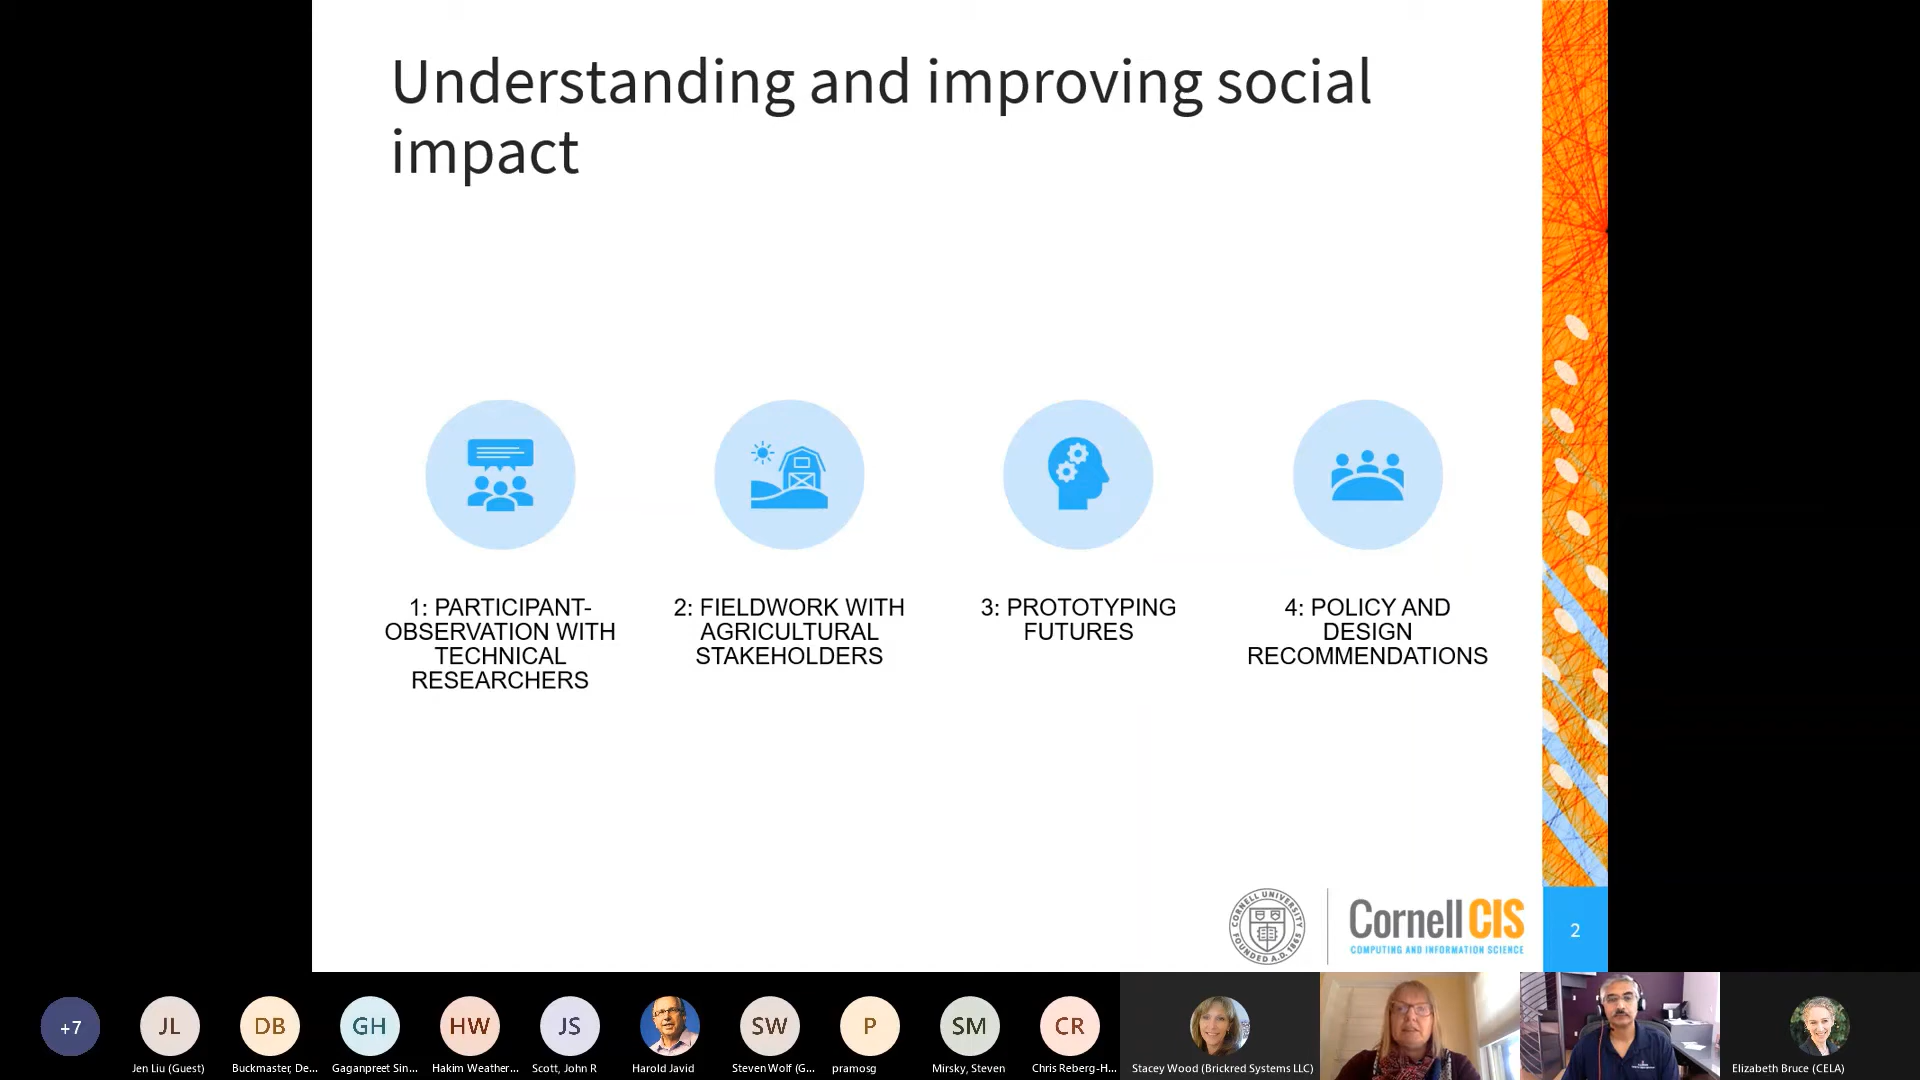 Understanding and improving social
impact
1: PARTICIPANT-
OBSERVATION WITH
TECHNICAL
RESEARCHERS
2: FIELDWORK WITH
AGRICULTURAL
STAKEHOLDERS
3: PROTOTYPING
FUTURES
4: POLICY AND
DESIGN
RECOMMENDATIONS
CORNELL UNIVERSITY
FOUNDED A.D. 1865
Cornell CIS
COMPUTING AND INFORMATION SCIENCE
2
+7
JL
DB
GH
HW
JS
SW
P
SM
CR
Jen Liu (Guest)
Buckmaster, De...
Gaganpreet Sin...
Hakim Weather...
Scott, John R
Harold Javid
Steven Wolf (G...
pramosg
Mirsky, Steven
Chris Reberg-H...
Stacey Wood (Brickred Systems LLC)
Elizabeth Bruce (CELA)